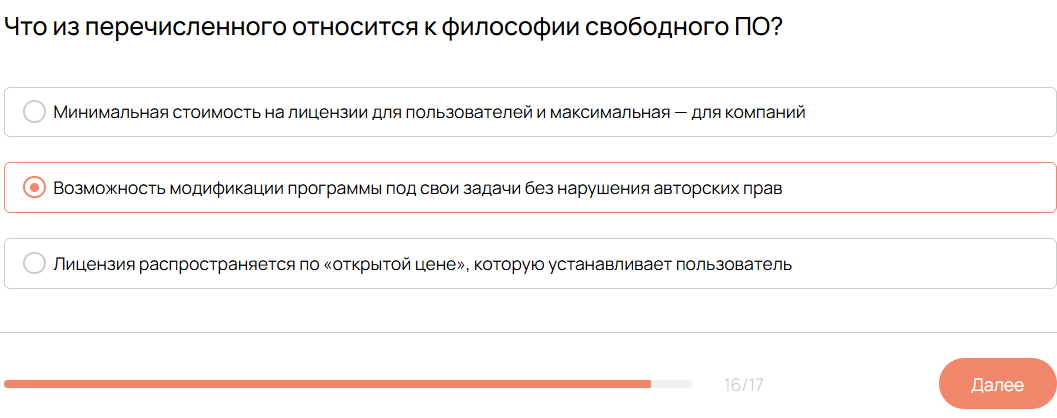 Что из перечисленного относится к философии свободного ПО?
Минимальная стоимость на лицензии для пользователей и максимальная — для компаний
Возможность модификации программы под свои задачи без нарушения авторских прав
Лицензия распространяется по «открытой цене», которую устанавливает пользователь
16/17
Далее